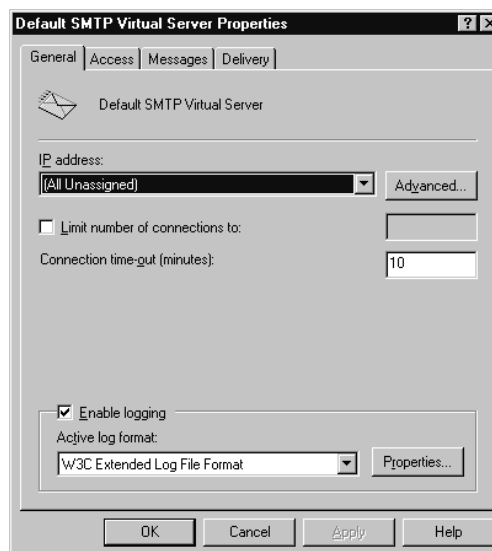 Default SMTP Virtual Server Properties ? ×
General Access Messages Delivery
Default SMTP Virtual Server
IP address:
(All Unassigned) Advanced...
Limit number of connections to:
Connection time-out (minutes): 10
Enable logging
Active log format:
W3C Extended Log File Format Properties...
OK Cancel Apply Help